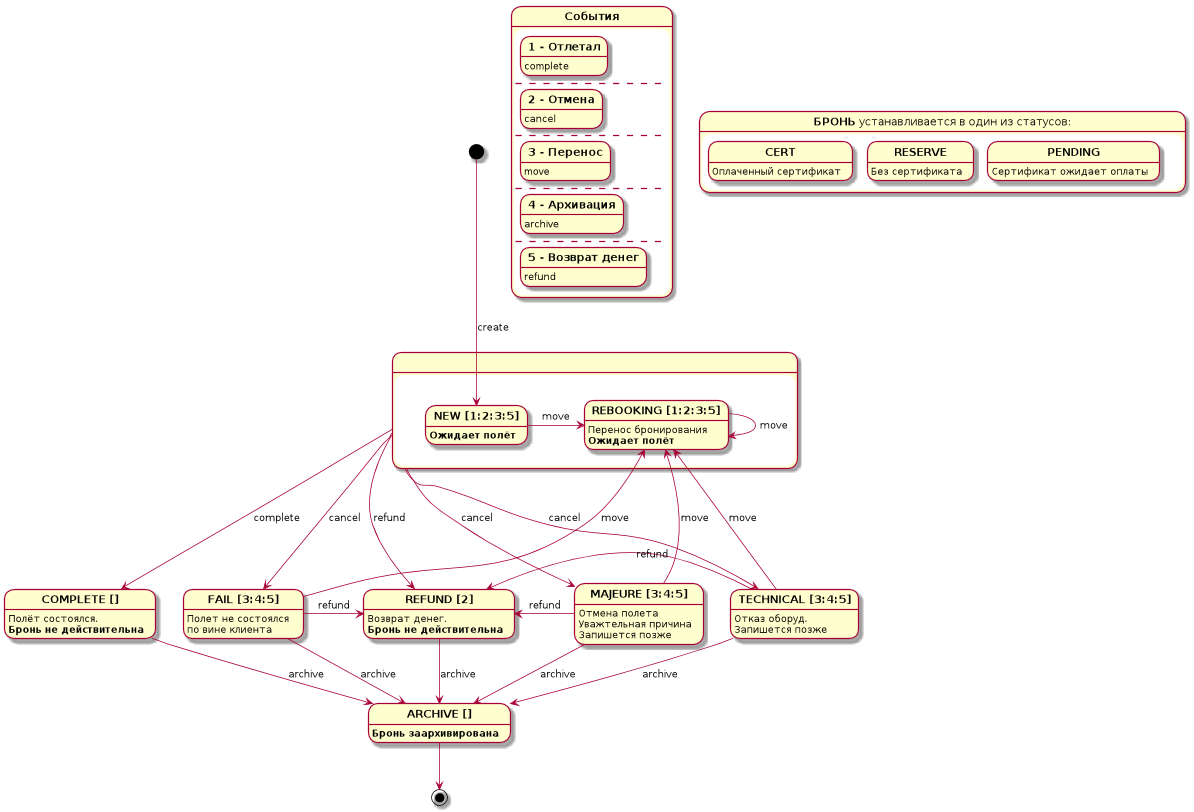 События
1 - Отлетал
complete
2 - Отмена
cancel
3 - Перенос
move
4 - Архивация
archive
5 - Возврат денег
refund
БРОНЬ устанавливается в один из статусов:
CERT
Оплаченный сертификат
RESERVE
Без сертификата
PENDING
Сертификат ожидает оплаты
create
NEW [1;2;3;5]
Ожидает полёт
move
REBOOKING [1;2;3;5]
Перенос бронирования
Ожидает полёт
move
complete
cancel
refund
cancel
cancel
move
move
move
refund
COMPLETE []
Полёт состоялся.
Бронь не действительна
FAIL [3;4;5]
Полет не состоялся
по вине клиента
refund
REFUND [2]
Возврат денег.
Бронь не действительна
refund
MAJEURE [3;4;5]
Отмена полета
Уважтельная причина
Запишется позже
TECHNICAL [3;4;5]
Отказ оборуд.
Запишется позже
archive
archive
archive
archive
archive
ARCHIVE []
Бронь заархивирована